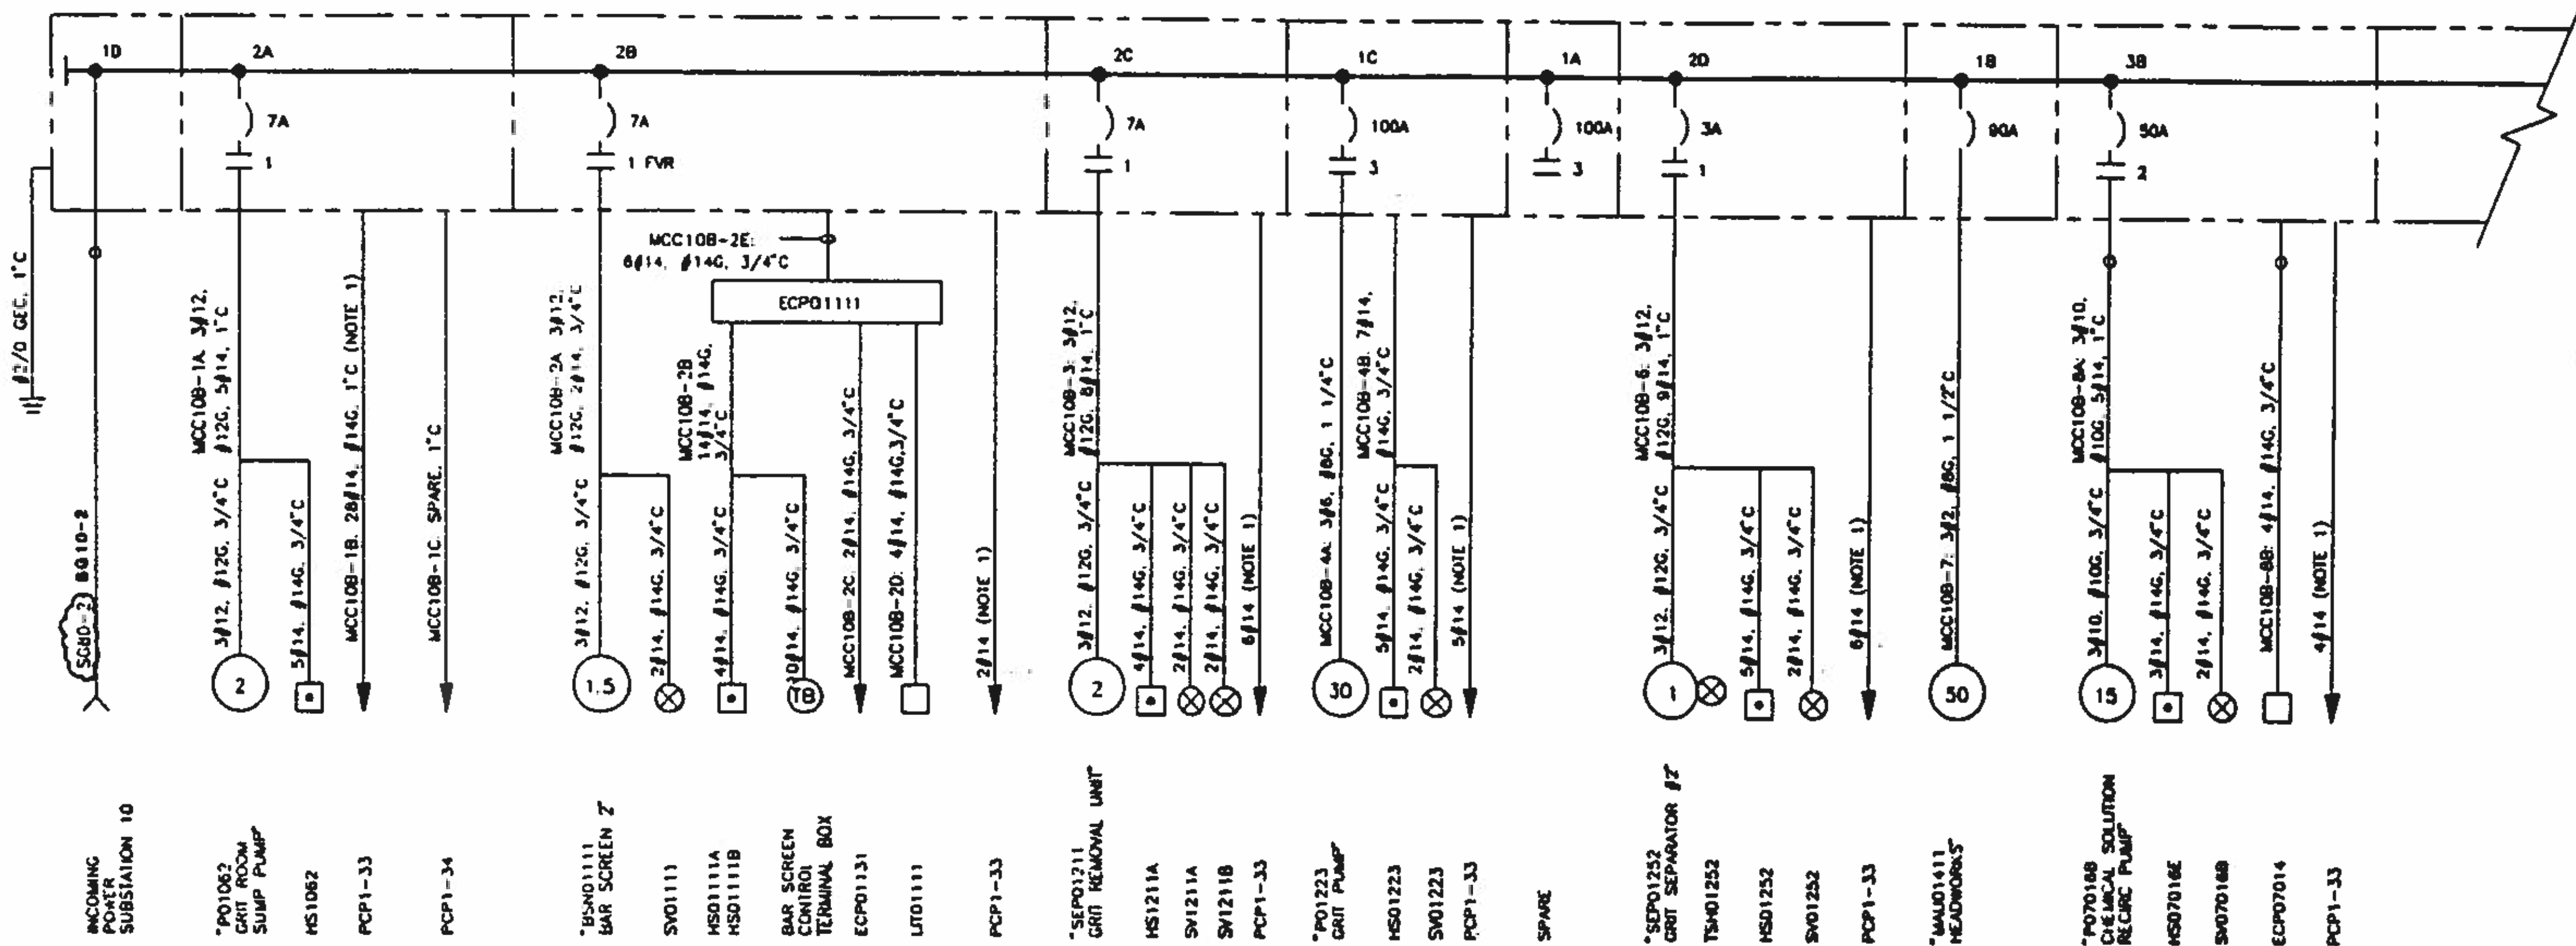 1D
2A
2B
2C
1C
1A
2D
1B
3B
7A
7A
7A
100A
100A
3A
90A
50A
1
1 FVR
1
3
3
1
2
#2/0 GEC, 1"C
SGBD-2
BG10-2
MCC10B-1A 3#12,
#12G, 5#14, 1"C
3#12, #12G, 3/4"C
5#14, #14G, 3/4"C
MCC10B-1B. 28#14, #14G, 1"C (NOTE 1)
MCC10B-1C. SPARE, 1"C
MCC10B-2A 3#12,
#12G, 2#14, 3/4"C
3#12, #12G, 3/4"C
2#14, #14G, 3/4"C
MCC10B-2E:
6#14, #14G, 3/4"C
ECP01111
MCC10B-2B
14#14, #14G,
3/4"C
4#14, #14G, 3/4"C
10#14, #14G, 3/4"C
MCC10B-2C: 2#14, #14G, 3/4"C
MCC10B-2D: 4#14, #14G, 3/4"C
2#14 (NOTE 1)
MCC10B-3: 3#12,
#12G, 8#14, 1"C
3#12, #12G, 3/4"C
4#14, #14G, 3/4"C
2#14, #14G, 3/4"C
2#14, #14G, 3/4"C
6#14 (NOTE 1)
MCC10B-4A: 3#6, #8G, 1 1/4"C
MCC10B-4B: 7#14,
#14G, 3/4"C
5#14, #14G, 3/4"C
2#14, #14G, 3/4"C
5#14 (NOTE 1)
MCC10B-6: 3#12,
#12G, 9#14, 1"C
3#12, #12G, 3/4"C
5#14, #14G, 3/4"C
2#14, #14G, 3/4"C
6#14 (NOTE 1)
MCC10B-7: 3#2, #8G, 1 1/2"C
MCC10B-8A: 3#10,
#10G, 5#14, 1"C
3#10, #10G, 3/4"C
3#14, #14G, 3/4"C
2#14, #14G, 3/4"C
MCC10B-8B: 4#14, #14G, 3/4"C
4#14 (NOTE 1)
2
1.5
TB
2
30
1
50
15
INCOMING
POWER
SUBSTATION 10
"P01062
GRIT ROOM
SUMP PUMP"
HS1062
PCP1-33
PCP1-34
"BSN01111
BAR SCREEN 2"
SV01111
HS01111A
HS01111B
BAR SCREEN
CONTROL
TERMINAL BOX
ECP01131
LIT01111
PCP1-33
"SEP01211
GRIT REMOVAL UNIT"
HS1211A
SV1211A
SV1211B
PCP1-33
"P01223
GRIT PUMP"
HS01223
SV01223
PCP1-33
SPARE
"SEP01252
GRIT SEPARATOR #2"
TSH01252
HS01252
SV01252
PCP1-33
"MAU01411
HEADWORKS"
"P07016B
CHEMICAL SOLUTION
RECIRC PUMP"
HS07016E
SV07016B
ECP07014
PCP1-33